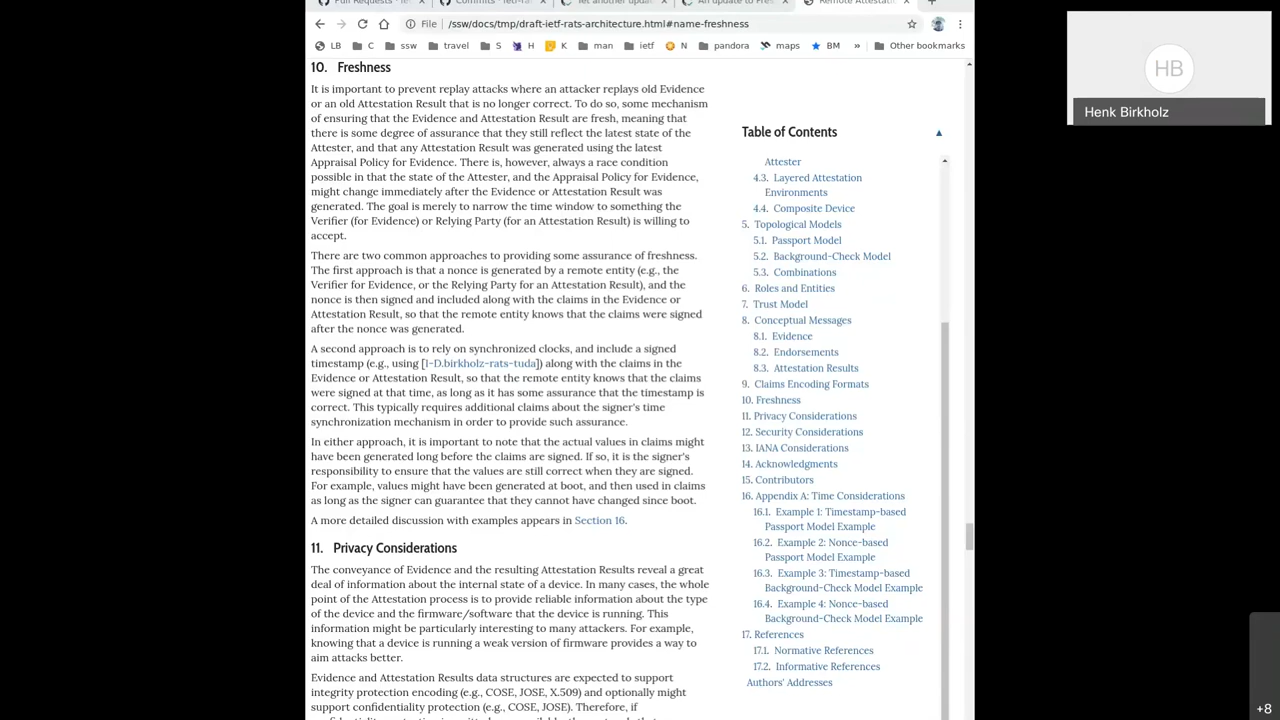 Pull Requests · ietf-r
Commits · ietf-rats-
Yet another updat
An update to Fres
Remote Attestatio
File
/ssw/docs/tmp/draft-ietf-rats-architecture.html#name-freshness
LB
C
ssw
travel
S
H
K
man
ietf
N
pandora
maps
BM
»
Other bookmarks
10. Freshness
It is important to prevent replay attacks where an attacker replays old Evidence
or an old Attestation Result that is no longer correct. To do so, some mechanism
of ensuring that the Evidence and Attestation Result are fresh, meaning that
there is some degree of assurance that they still reflect the latest state of the
Attester, and that any Attestation Result was generated using the latest
Appraisal Policy for Evidence. There is, however, always a race condition
possible in that the state of the Attester, and the Appraisal Policy for Evidence,
might change immediately after the Evidence or Attestation Result was
generated. The goal is merely to narrow the time window to something the
Verifier (for Evidence) or Relying Party (for an Attestation Result) is willing to
accept.
There are two common approaches to providing some assurance of freshness.
The first approach is that a nonce is generated by a remote entity (e.g., the
Verifier for Evidence, or the Relying Party for an Attestation Result), and the
nonce is then signed and included along with the claims in the Evidence or
Attestation Result, so that the remote entity knows that the claims were signed
after the nonce was generated.
A second approach is to rely on synchronized clocks, and include a signed
timestamp (e.g., using [I-D.birkholz-rats-tuda]) along with the claims in the
Evidence or Attestation Result, so that the remote entity knows that the claims
were signed at that time, as long as it has some assurance that the timestamp is
correct. This typically requires additional claims about the signer's time
synchronization mechanism in order to provide such assurance.
In either approach, it is important to note that the actual values in claims might
have been generated long before the claims are signed. If so, it is the signer's
responsibility to ensure that the values are still correct when they are signed.
For example, values might have been generated at boot, and then used in claims
as long as the signer can guarantee that they cannot have changed since boot.
A more detailed discussion with examples appears in Section 16.
11. Privacy Considerations
The conveyance of Evidence and the resulting Attestation Results reveal a great
deal of information about the internal state of a device. In many cases, the whole
point of the Attestation process is to provide reliable information about the type
of the device and the firmware/software that the device is running. This
information might be particularly interesting to many attackers. For example,
knowing that a device is running a weak version of firmware provides a way to
aim attacks better.
Evidence and Attestation Results data structures are expected to support
integrity protection encoding (e.g., COSE, JOSE, X.509) and optionally might
support confidentiality protection (e.g., COSE, JOSE). Therefore, if
Table of Contents
Attester
4.3. Layered Attestation
Environments
4.4. Composite Device
5. Topological Models
5.1. Passport Model
5.2. Background-Check Model
5.3. Combinations
6. Roles and Entities
7. Trust Model
8. Conceptual Messages
8.1. Evidence
8.2. Endorsements
8.3. Attestation Results
9. Claims Encoding Formats
10. Freshness
11. Privacy Considerations
12. Security Considerations
13. IANA Considerations
14. Acknowledgments
15. Contributors
16. Appendix A: Time Considerations
16.1. Example 1: Timestamp-based
Passport Model Example
16.2. Example 2: Nonce-based
Passport Model Example
16.3. Example 3: Timestamp-based
Background-Check Model Example
16.4. Example 4: Nonce-based
Background-Check Model Example
17. References
17.1. Normative References
17.2. Informative References
Authors' Addresses
HB
Henk Birkholz
+8